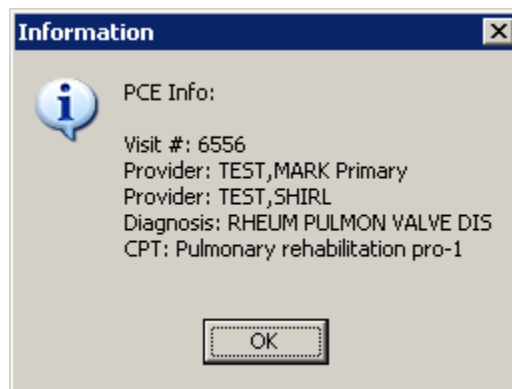 Information
PCE Info:
Visit #: 6556
Provider: TEST,MARK Primary
Provider: TEST,SHIRL
Diagnosis: RHEUM PULMON VALVE DIS
CPT: Pulmonary rehabilitation pro-1
OK